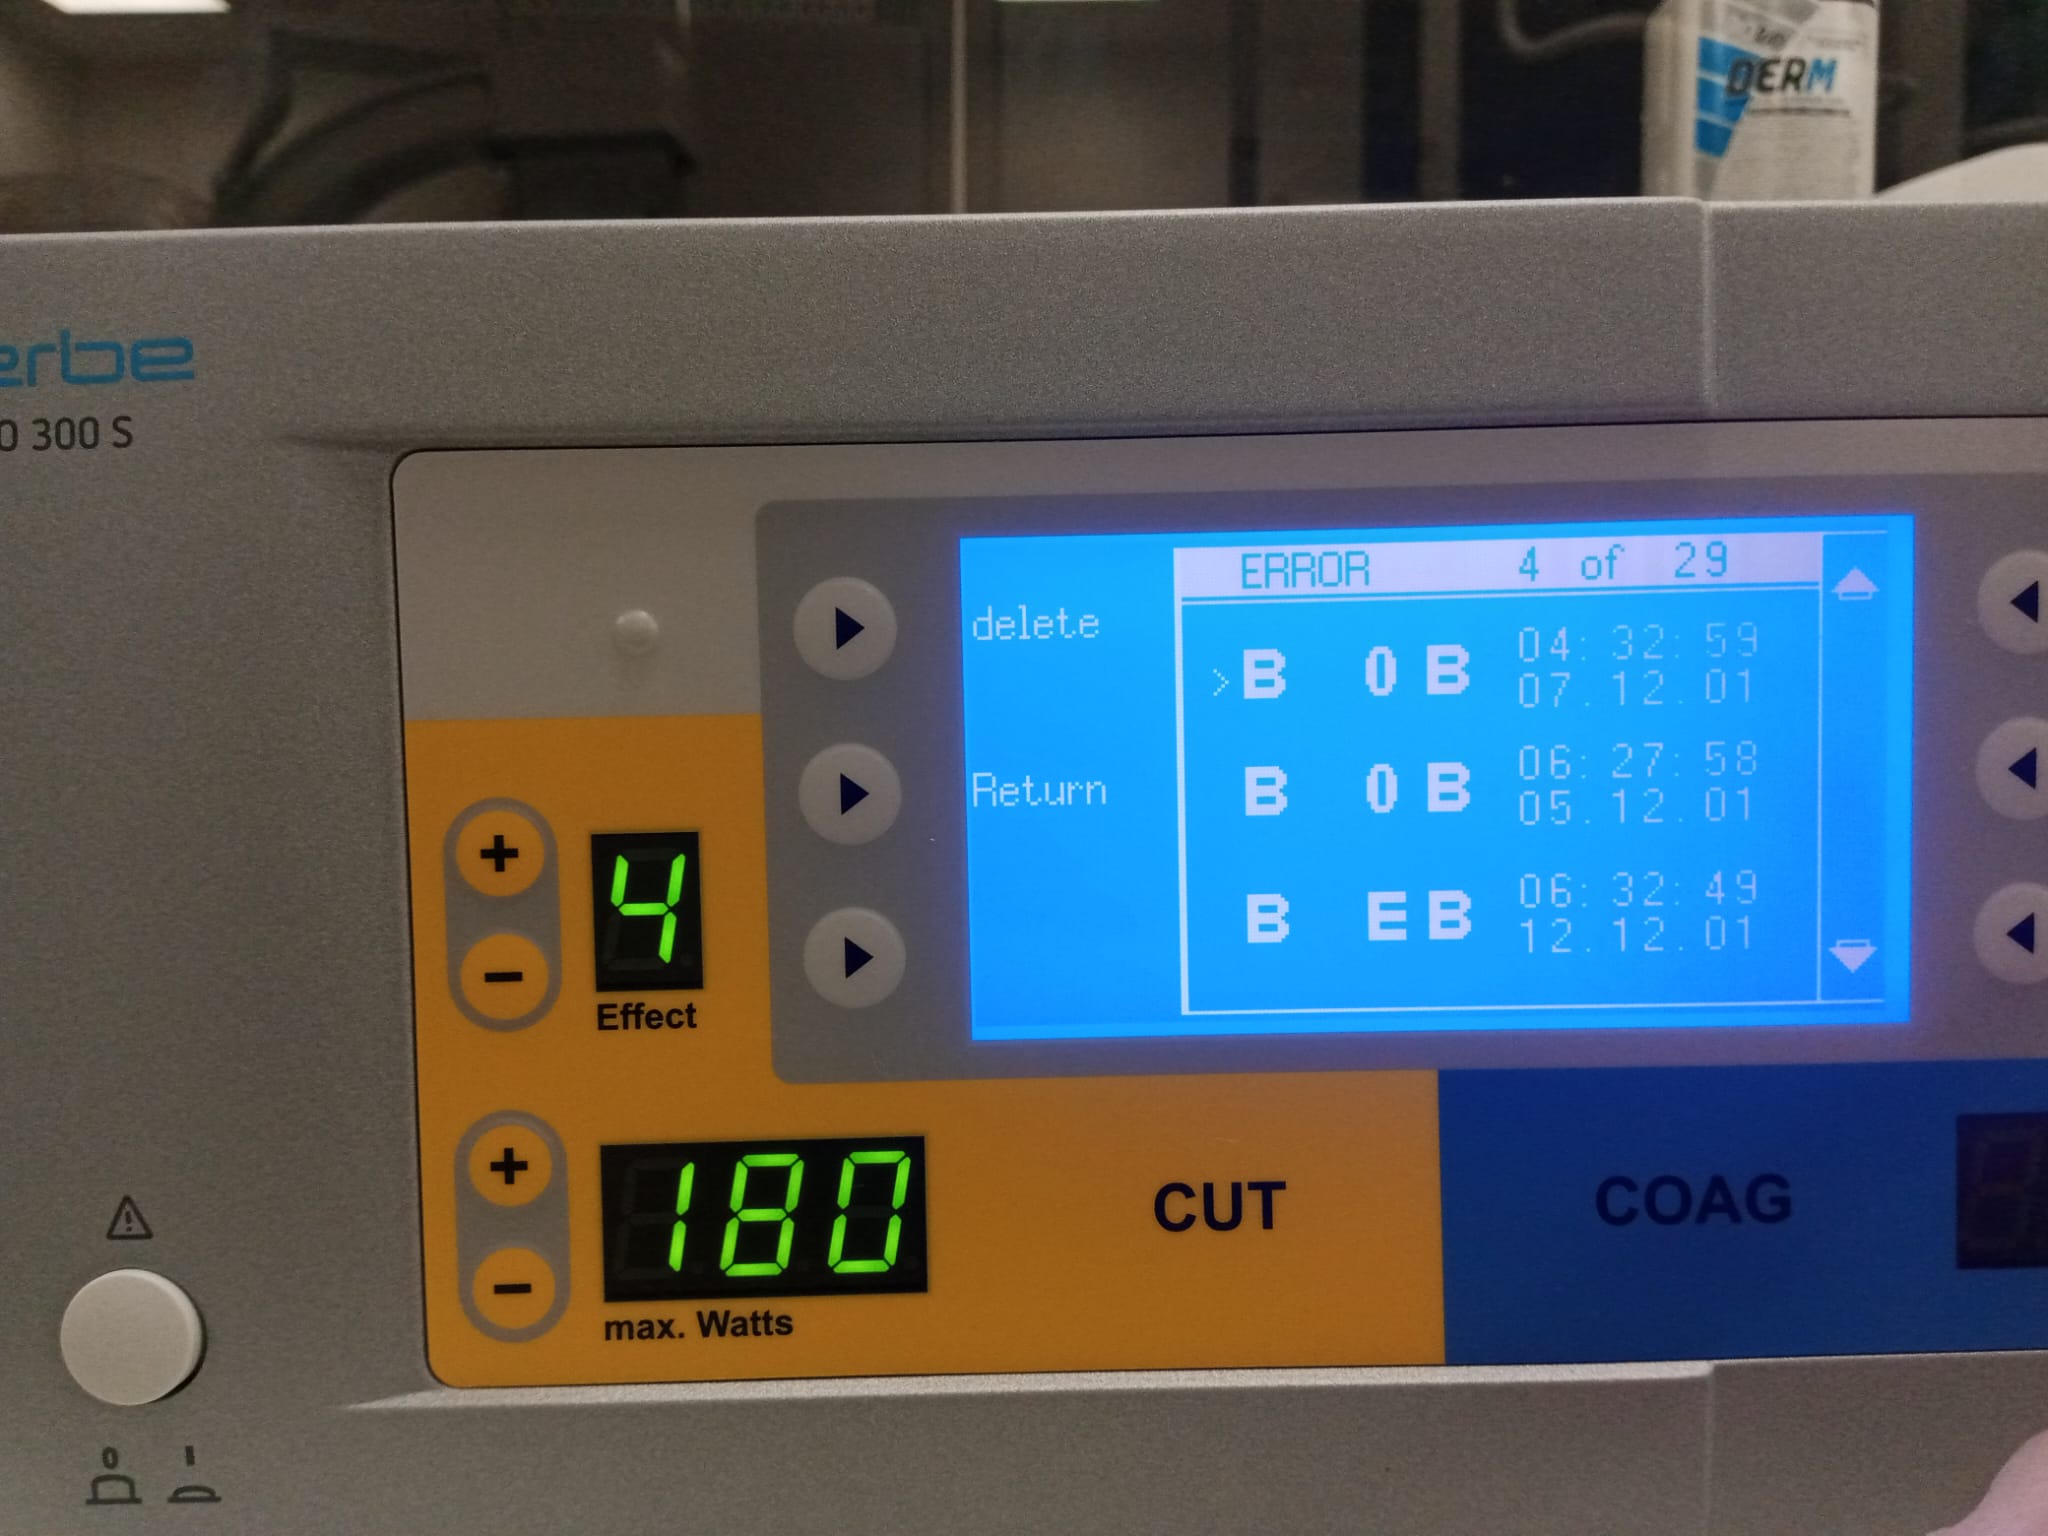 DERM
erbe
0 300 S
ERROR 4 of 29
delete
>B 0 B 04:32:59
07.12.01
Return
B 0 B 06:27:58
05.12.01
B E B 06:32:49
12.12.01
+
4
-
Effect
+
180
-
max. Watts
CUT
COAG
0 I